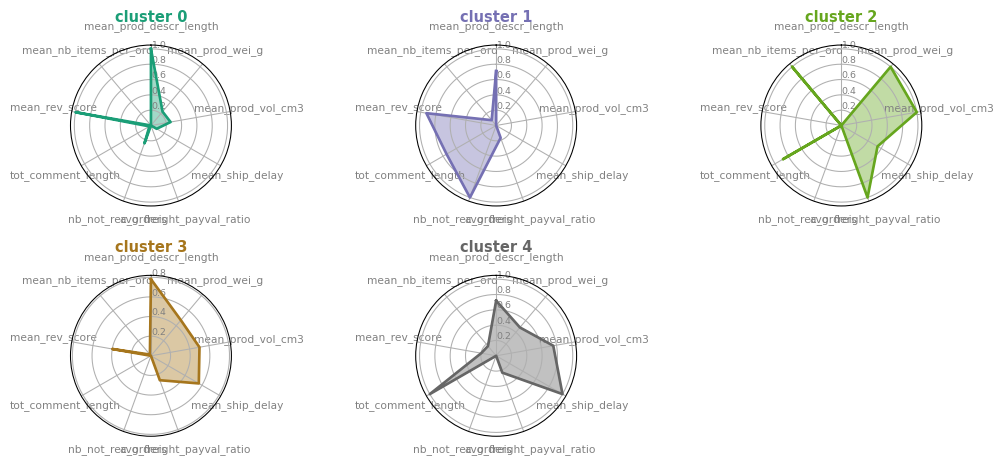 cluster 0
mean_prod_descr_length
mean_nb_items_per_ord
mean_prod_wei_g
mean_rev_score
mean_prod_vol_cm3
tot_comment_length
mean_ship_delay
nb_not_rev_orders
avg_freight_payval_ratio
1.0
0.8
0.6
0.4
0.2
cluster 1
mean_prod_descr_length
mean_nb_items_per_ord
mean_prod_wei_g
mean_rev_score
mean_prod_vol_cm3
tot_comment_length
mean_ship_delay
nb_not_rev_orders
avg_freight_payval_ratio
1.0
0.8
0.6
0.4
0.2
cluster 2
mean_prod_descr_length
mean_nb_items_per_ord
mean_prod_wei_g
mean_rev_score
mean_prod_vol_cm3
tot_comment_length
mean_ship_delay
nb_not_rev_orders
avg_freight_payval_ratio
1.0
0.8
0.6
0.4
0.2
cluster 3
mean_prod_descr_length
mean_nb_items_per_ord
mean_prod_wei_g
mean_rev_score
mean_prod_vol_cm3
tot_comment_length
mean_ship_delay
nb_not_rev_orders
avg_freight_payval_ratio
0.8
0.6
0.4
0.2
cluster 4
mean_prod_descr_length
mean_nb_items_per_ord
mean_prod_wei_g
mean_rev_score
mean_prod_vol_cm3
tot_comment_length
mean_ship_delay
nb_not_rev_orders
avg_freight_payval_ratio
1.0
0.8
0.6
0.4
0.2